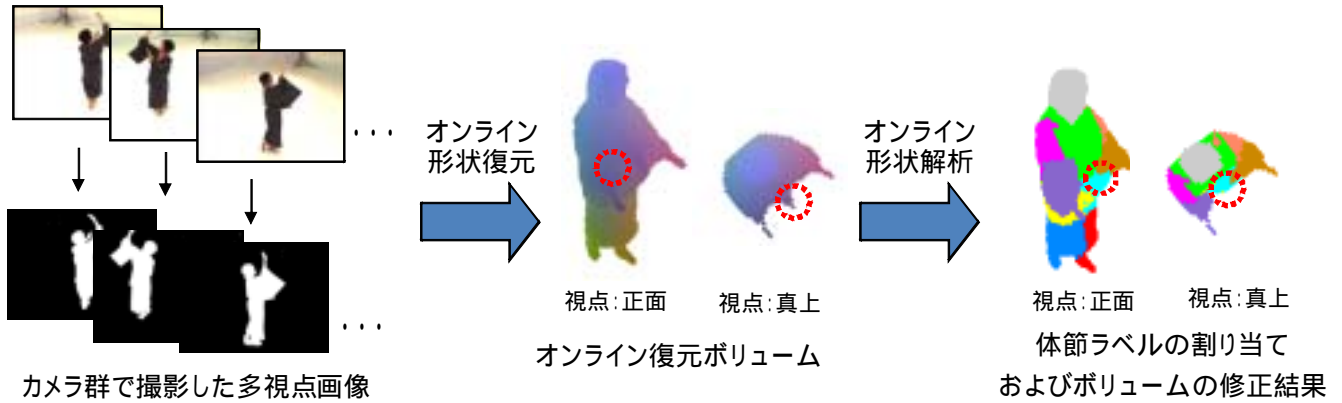 ・・・
・・・
カメラ群で撮影した多視点画像
オンライン
形状復元
視点:正面
視点:真上
オンライン復元ボリューム
オンライン
形状解析
視点:正面
視点:真上
体節ラベルの割り当て
およびボリュームの修正結果